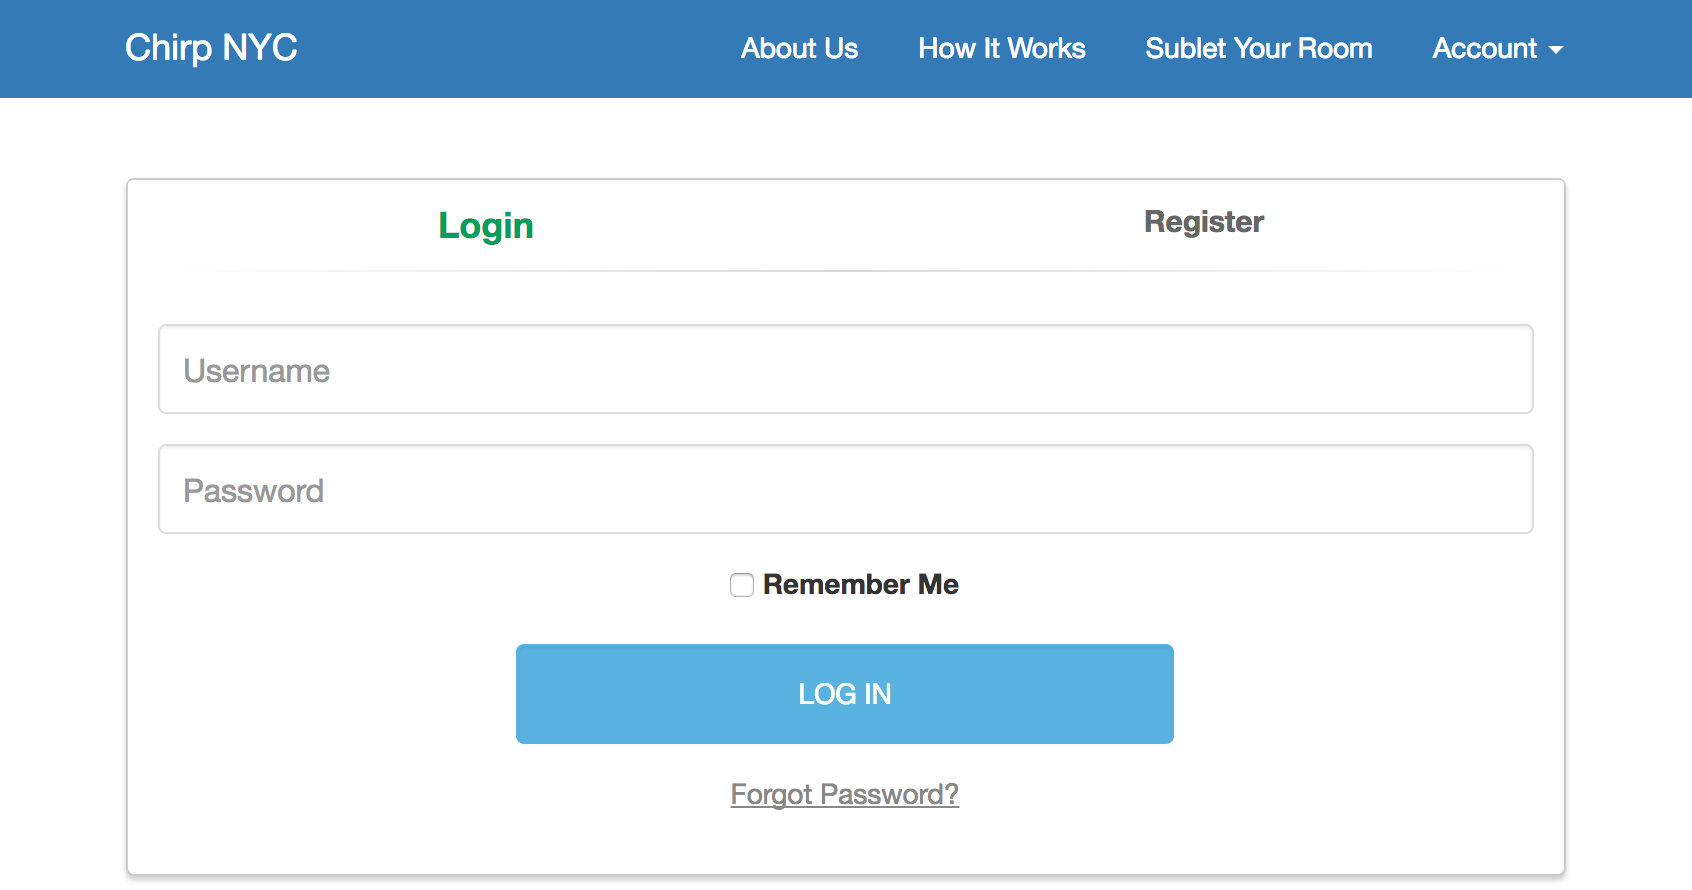 Chirp NYC About Us How It Works Sublet Your Room Account
Login Register
Username
Password
Remember Me
LOG IN
Forgot Password?